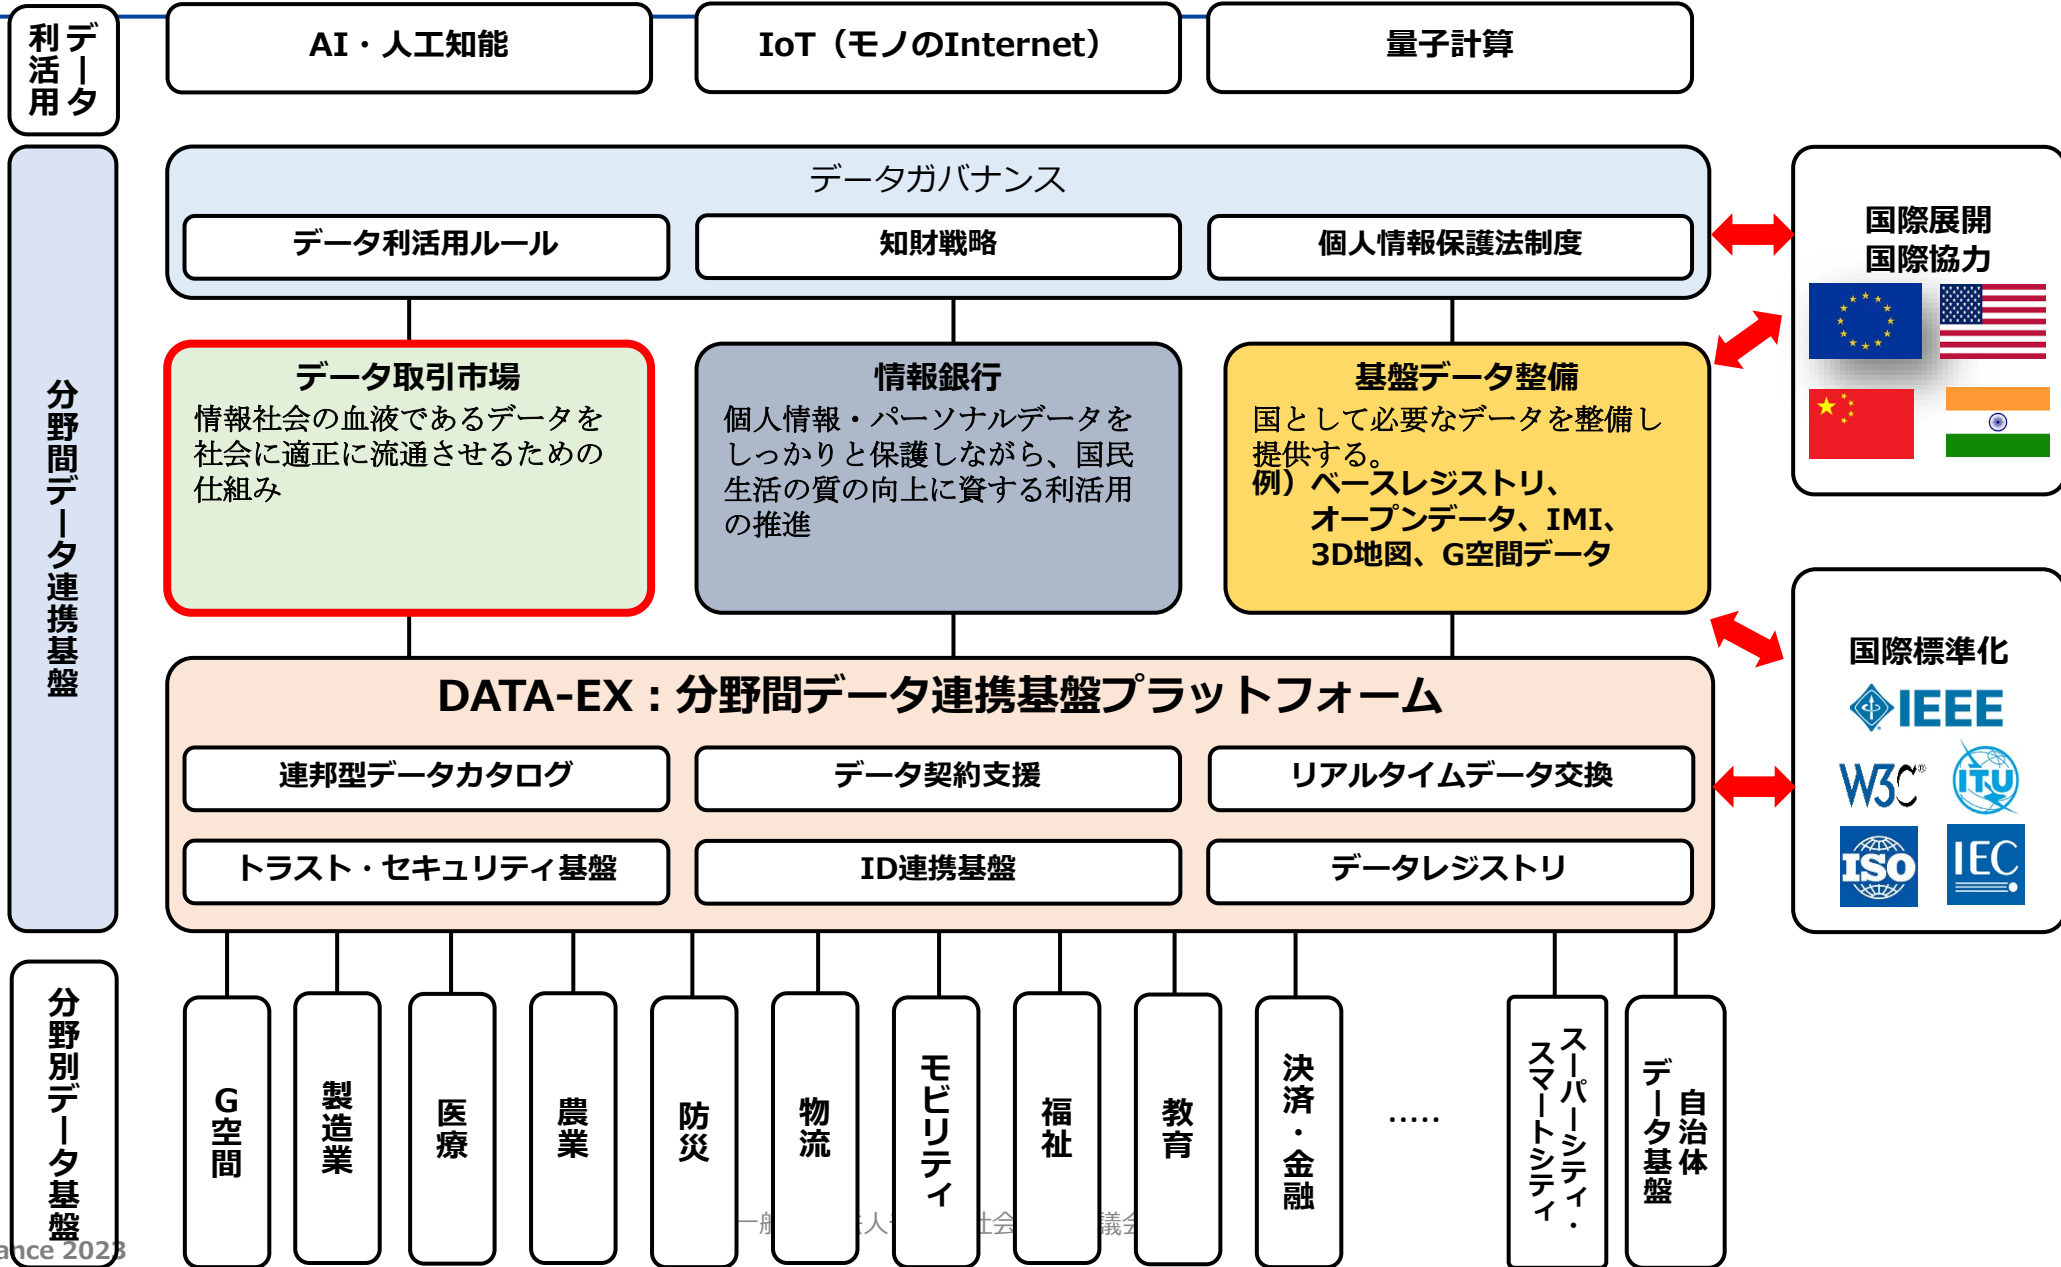 データ
利活用
AI・人工知能
IoT（モノのInternet）
量子計算
分野間データ連携基盤
データガバナンス
データ利活用ルール
知財戦略
個人情報保護法制度
データ取引市場
情報社会の血液であるデータを
社会に適正に流通させるための
仕組み
情報銀行
個人情報・パーソナルデータを
しっかりと保護しながら、国民
生活の質の向上に資する利活用
の推進
基盤データ整備
国として必要なデータを整備し
提供する。
例）ベースレジストリ、
オープンデータ、IMI、
3D地図、G空間データ
国際展開
国際協力
DATA-EX：分野間データ連携基盤プラットフォーム
連邦型データカタログ
データ契約支援
リアルタイムデータ交換
トラスト・セキュリティ基盤
ID連携基盤
データレジストリ
国際標準化
IEEE
W3C®
ITU
ISO
IEC
分野別データ基盤
G空間
製造業
医療
農業
防災
物流
モビリティ
福祉
教育
決済・金融
.....
スーパーシティ・
スマートシティ
自治体
データ基盤
ance 2023